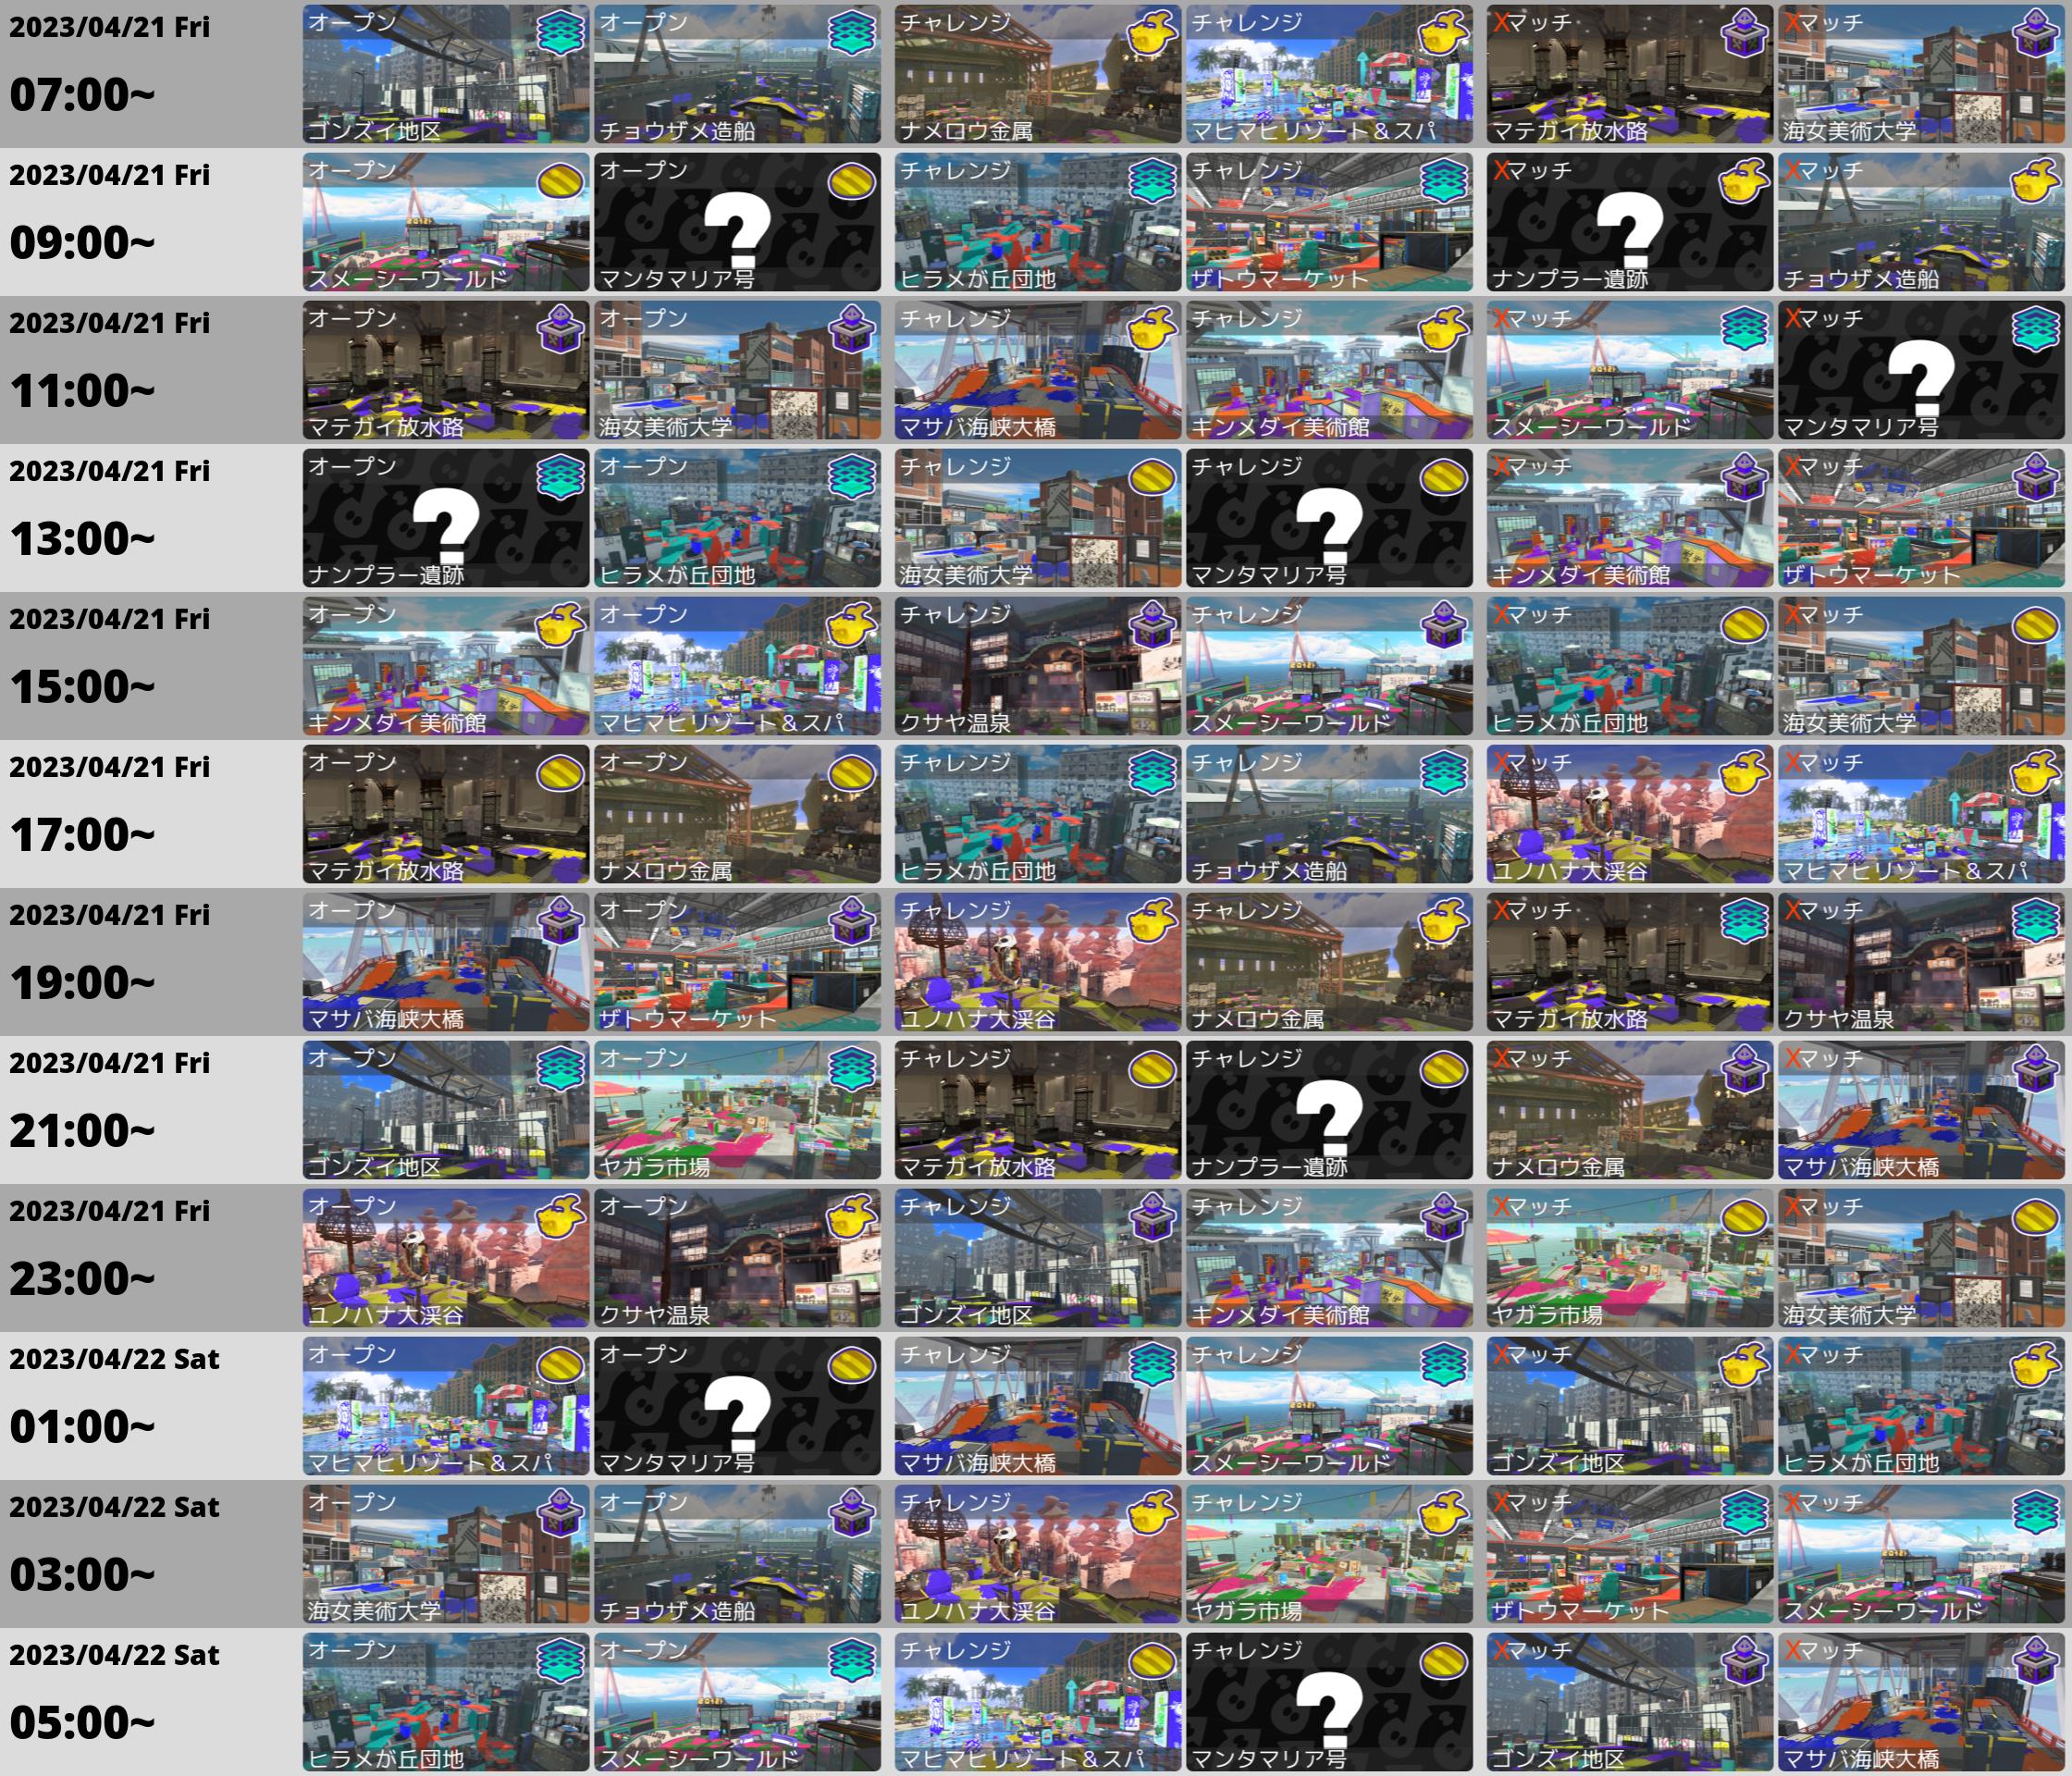 2023/04/21 Fri
07:00~
オープン オープン チャレンジ チャレンジ Xマッチ Xマッチ
ゴンズイ地区 チョウザメ造船 ナメロウ金属 マヒマヒリゾート＆スパ マテガイ放水路 海女美術大学
2023/04/21 Fri
09:00~
オープン オープン チャレンジ チャレンジ Xマッチ Xマッチ
スメーシーワールド マンタマリア号 ヒラメが丘団地 ザトウマーケット ナンプラー遺跡 チョウザメ造船
2023/04/21 Fri
11:00~
オープン オープン チャレンジ チャレンジ Xマッチ Xマッチ
マテガイ放水路 海女美術大学 マサバ海峡大橋 キンメダイ美術館 スメーシーワールド マンタマリア号
2023/04/21 Fri
13:00~
オープン オープン チャレンジ チャレンジ Xマッチ Xマッチ
ナンプラー遺跡 ヒラメが丘団地 海女美術大学 マンタマリア号 キンメダイ美術館 ザトウマーケット
2023/04/21 Fri
15:00~
オープン オープン チャレンジ チャレンジ Xマッチ Xマッチ
キンメダイ美術館 マヒマヒリゾート＆スパ クサヤ温泉 スメーシーワールド ヒラメが丘団地 海女美術大学
2023/04/21 Fri
17:00~
オープン オープン チャレンジ チャレンジ Xマッチ Xマッチ
マテガイ放水路 ナメロウ金属 ヒラメが丘団地 チョウザメ造船 ユノハナ大渓谷 マヒマヒリゾート＆スパ
2023/04/21 Fri
19:00~
オープン オープン チャレンジ チャレンジ Xマッチ Xマッチ
マサバ海峡大橋 ザトウマーケット ユノハナ大渓谷 ナメロウ金属 マテガイ放水路 クサヤ温泉
2023/04/21 Fri
21:00~
オープン オープン チャレンジ チャレンジ Xマッチ Xマッチ
ゴンズイ地区 ヤガラ市場 マテガイ放水路 ナンプラー遺跡 ナメロウ金属 マサバ海峡大橋
2023/04/21 Fri
23:00~
オープン オープン チャレンジ チャレンジ Xマッチ Xマッチ
ユノハナ大渓谷 クサヤ温泉 ゴンズイ地区 キンメダイ美術館 ヤガラ市場 海女美術大学
2023/04/22 Sat
01:00~
オープン オープン チャレンジ チャレンジ Xマッチ Xマッチ
マヒマヒリゾート＆スパ マンタマリア号 マサバ海峡大橋 スメーシーワールド ゴンズイ地区 ヒラメが丘団地
2023/04/22 Sat
03:00~
オープン オープン チャレンジ チャレンジ Xマッチ Xマッチ
海女美術大学 チョウザメ造船 ユノハナ大渓谷 ヤガラ市場 ザトウマーケット スメーシーワールド
2023/04/22 Sat
05:00~
オープン オープン チャレンジ チャレンジ Xマッチ Xマッチ
ヒラメが丘団地 スメーシーワールド マヒマヒリゾート＆スパ マンタマリア号 ゴンズイ地区 マサバ海峡大橋